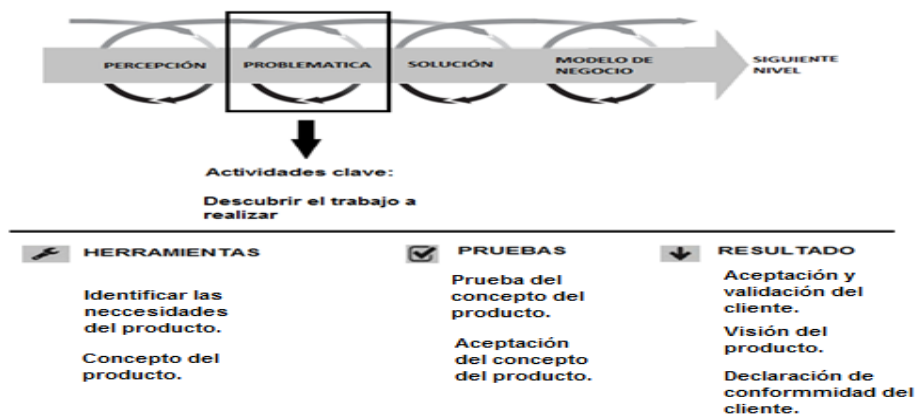 PERCEPCIÓN
PROBLEMATICA
SOLUCIÓN
MODELO DE
NEGOCIO
SIGUIENTE
NIVEL
Actividades clave:
Descubrir el trabajo a
realizar
HERRAMIENTAS
Identificar las
neccesidades
del producto.
Concepto del
producto.
PRUEBAS
Prueba del
concepto del
producto.
Aceptación
del concepto
del producto.
RESULTADO
Aceptación y
validación del
cliente.
Visión del
producto.
Declaración de
conformmidad del
cliente.